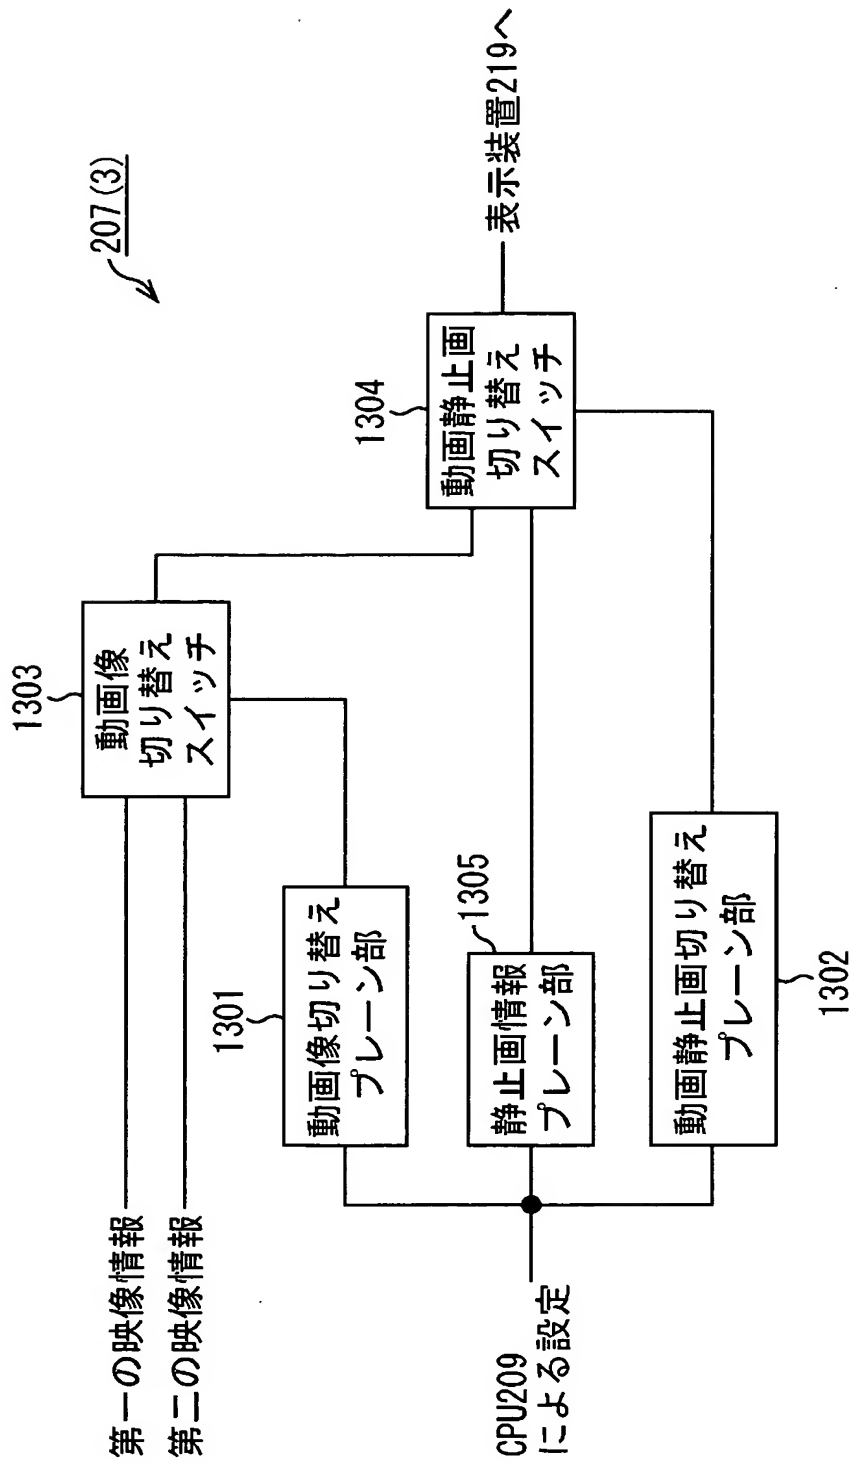 207(3)
第一の映像情報
第二の映像情報
1303
動画像
切り替え
スイッチ
1304
動画静止画
切り替え
スイッチ
表示装置219へ
1301
動画像切り替え
プレーン部
1305
静止画情報
プレーン部
CPU209
による設定
動画静止画切り替え
プレーン部
1302